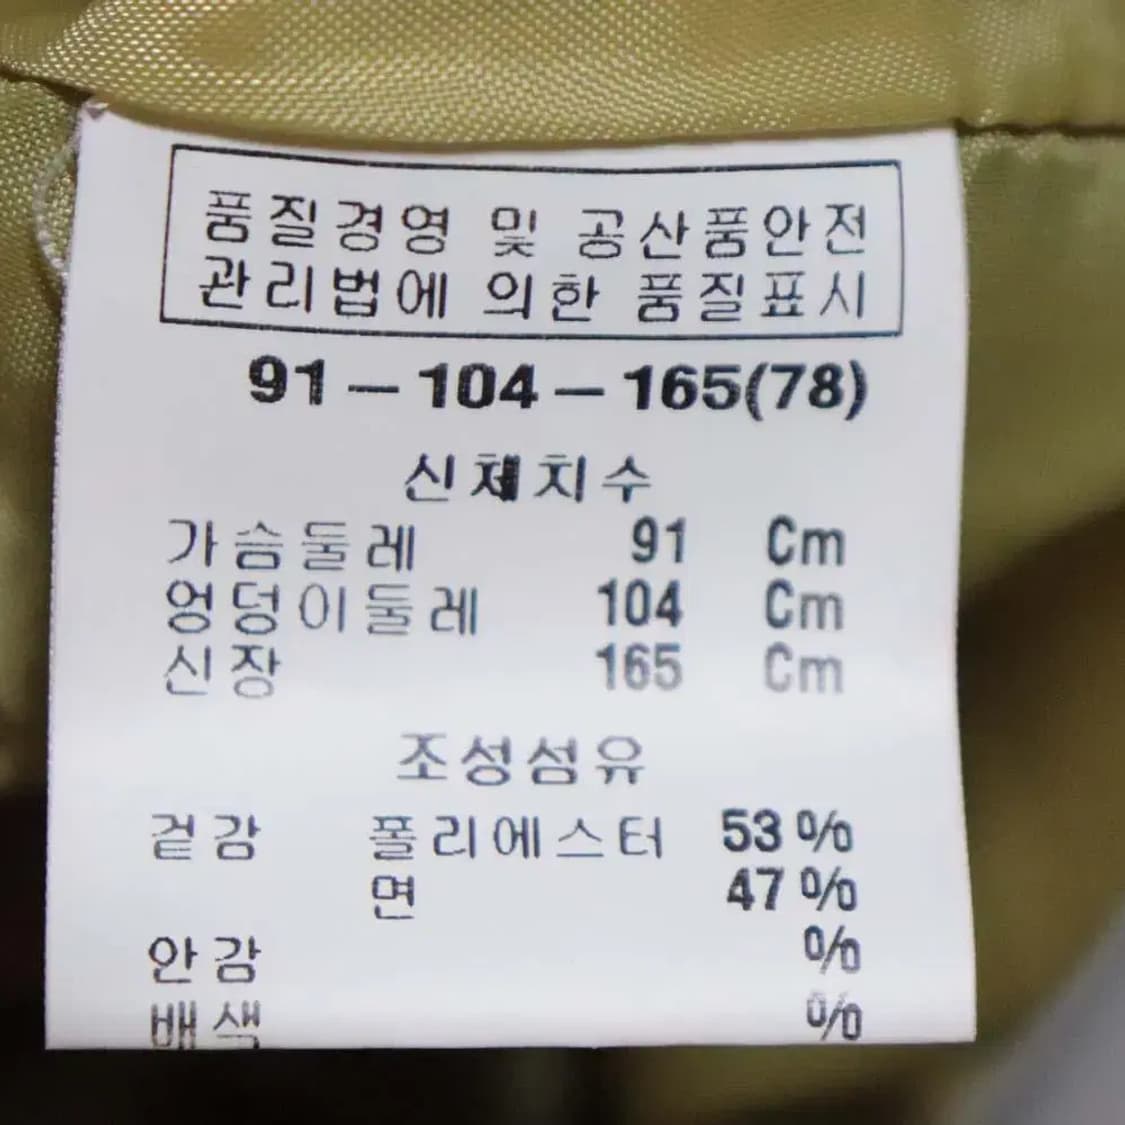 품질경영 및 공산품안전
관리법에 의한 품질표시
91-104-165(78)
신체치수
가슴둘레 91 Cm
엉덩이둘레 104 Cm
신장 165 Cm
조성섬유
겉감 폴리에스터 53%
면 47%
안감 %
배색 %